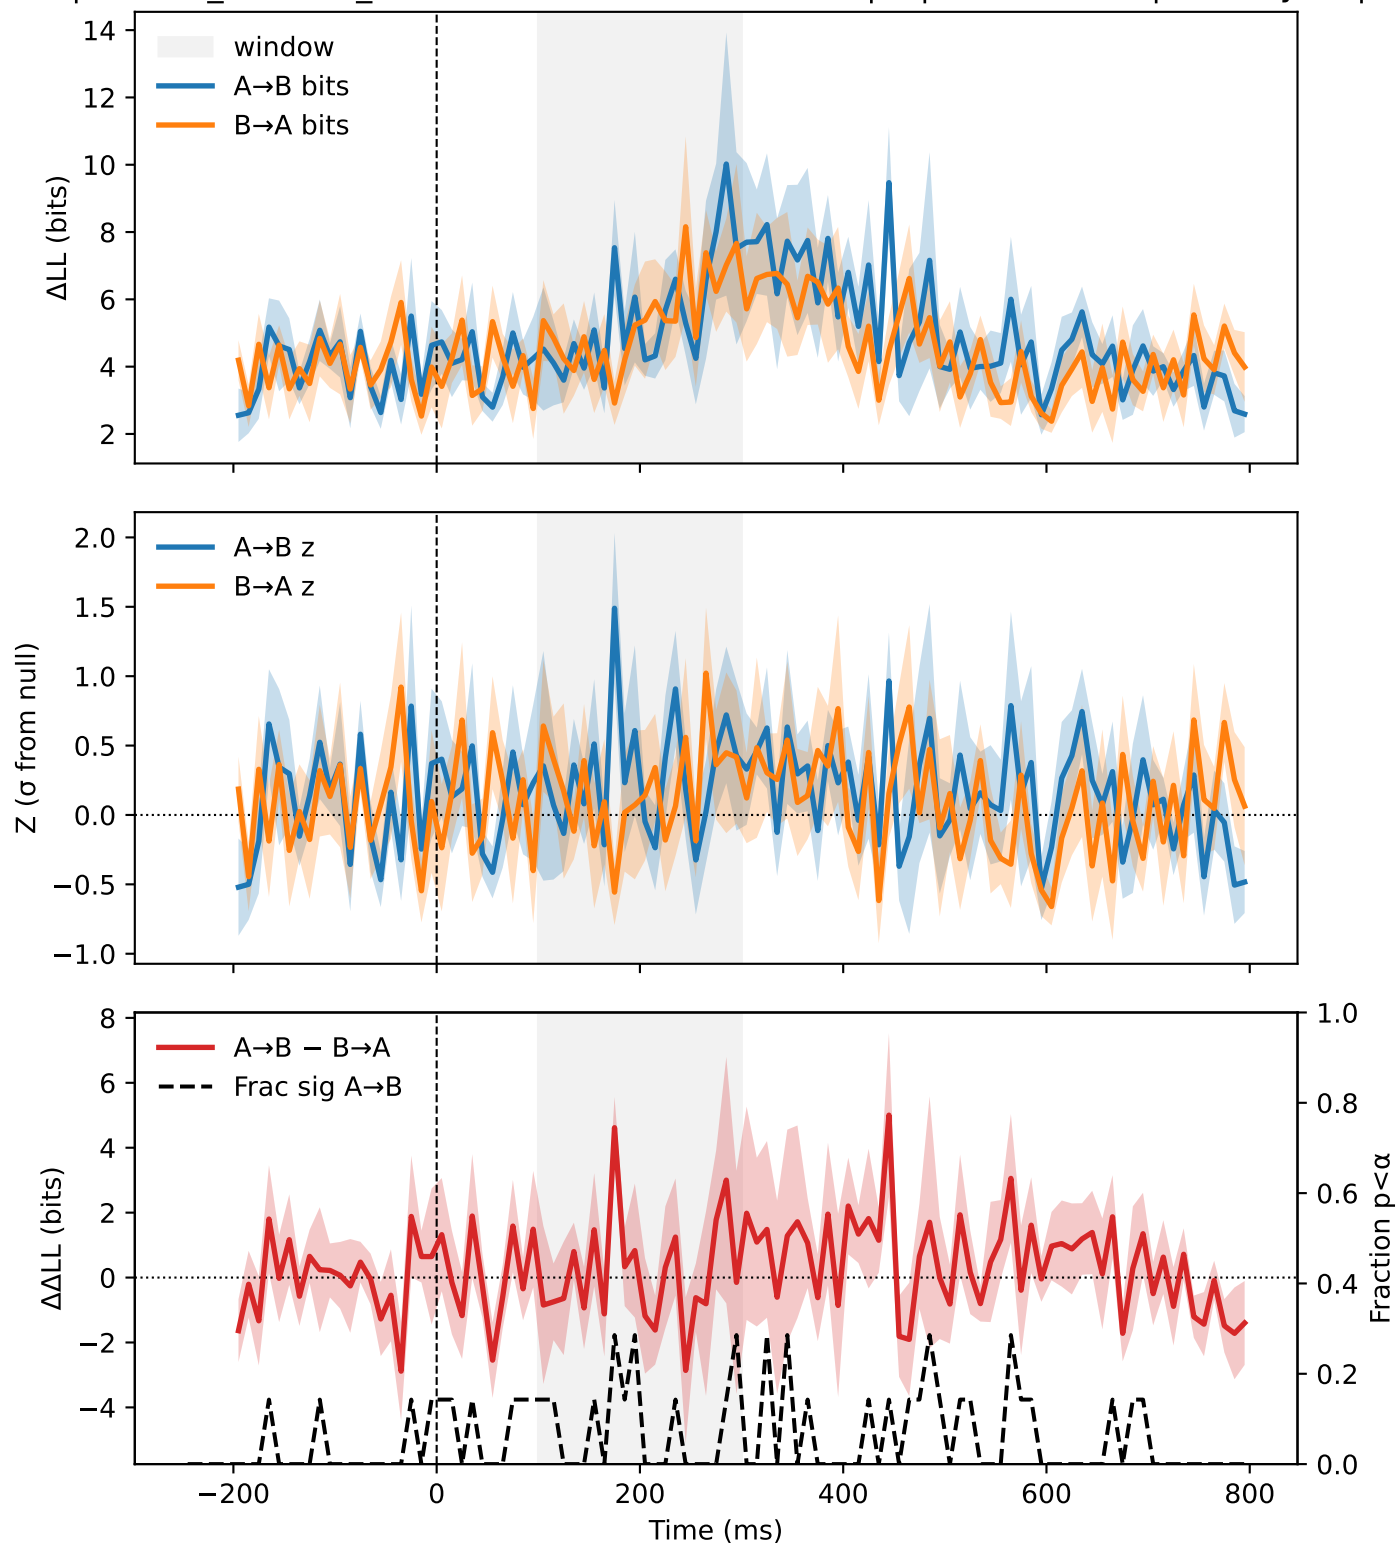 14
12
10
8
6
4
2
ΔLL (bits)
window
A→B bits
B→A bits
2.0
1.5
1.0
0.5
0.0
−0.5
−1.0
Z (σ from null)
A→B z
B→A z
8
6
4
2
0
−2
−4
ΔΔLL (bits)
A→B − B→A
Frac sig A→B
1.0
0.8
0.6
0.4
0.2
0.0
Fraction p<α
−200 0 200 400 600 800
Time (ms)